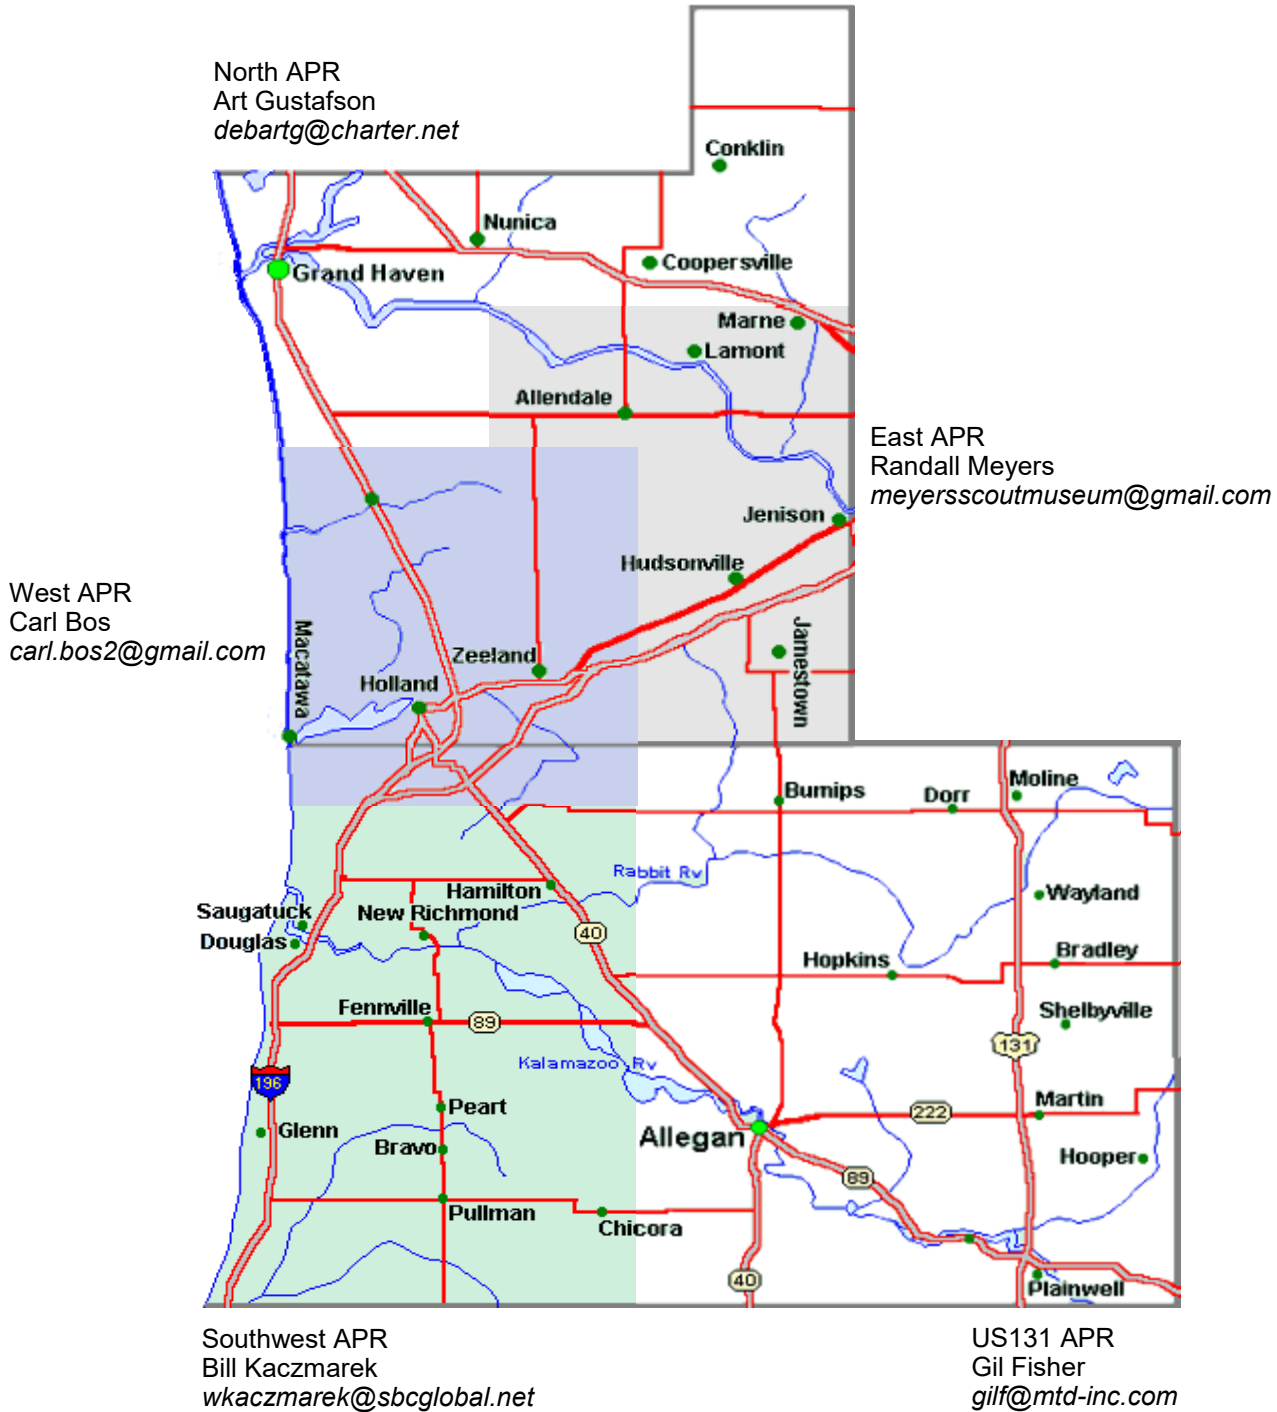 North APR
Art Gustafson
debartg@charter.net
Conklin
Nunica
Coopersville
Grand Haven
Marne
Lamont
Allendale
East APR
Randall Meyers
meyersscoutmuseum@gmail.com
Jenison
Hudsonville
West APR
Carl Bos
carl.bos2@gmail.com
Macatawa
Zeeland
Jamestown
Holland
Moline
Burnips
Dorr
Rabbit Rv
Hamilton
Wayland
Saugatuck
New Richmond
Douglas
40
Hopkins
Bradley
Fennville
89
Shelbyville
131
Kalamazoo Rv
196
Peart
222
Martin
Glenn
Allegan
Bravo
Hooper
89
Pullman
Chicora
40
Plainwell
Southwest APR
Bill Kaczmarek
wkaczmarek@sbcglobal.net
US131 APR
Gil Fisher
gilf@mtd-inc.com